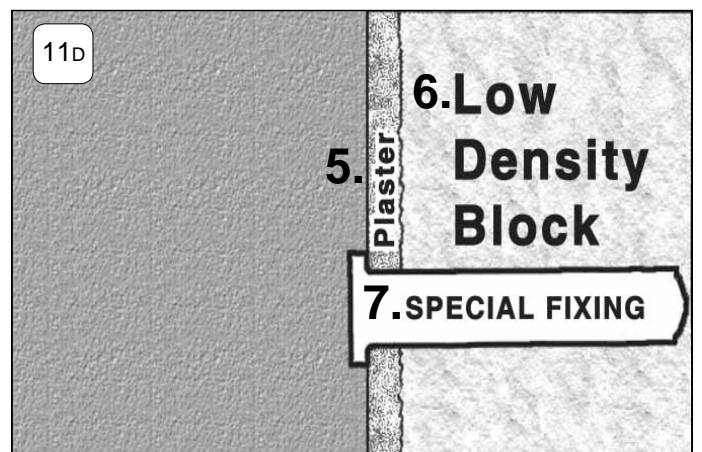 11D
5.
Plaster
6.Low
Density
Block
7.SPECIAL FIXING